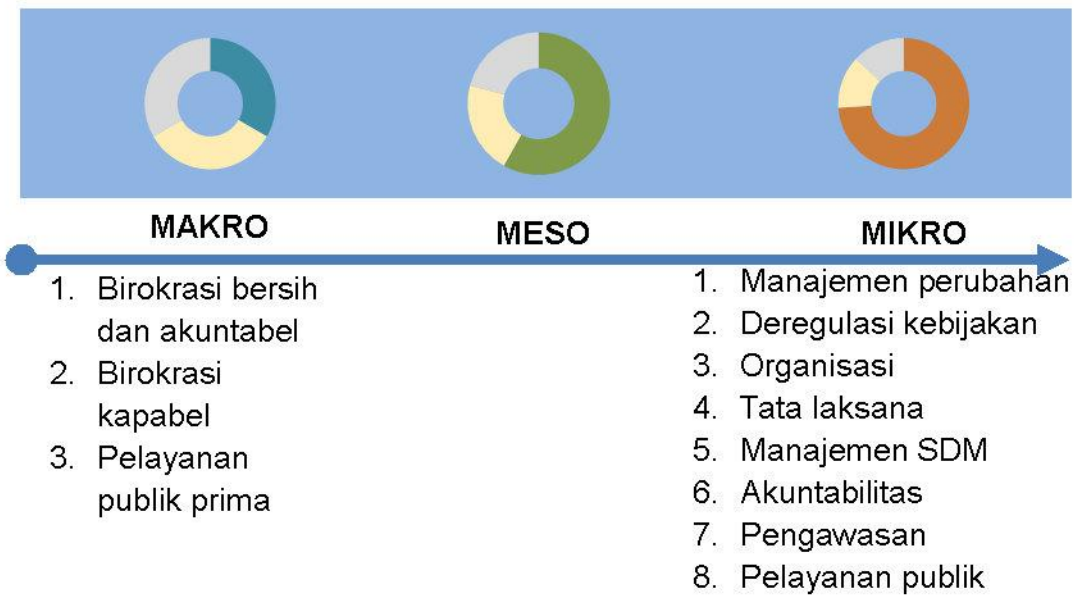 MAKRO
MESO
MIKRO
1. Birokrasi bersih
dan akuntabel
2. Birokrasi
kapabel
3. Pelayanan
publik prima
1. Manajemen perubahan
2. Deregulasi kebijakan
3. Organisasi
4. Tata laksana
5. Manajemen SDM
6. Akuntabilitas
7. Pengawasan
8. Pelayanan publik